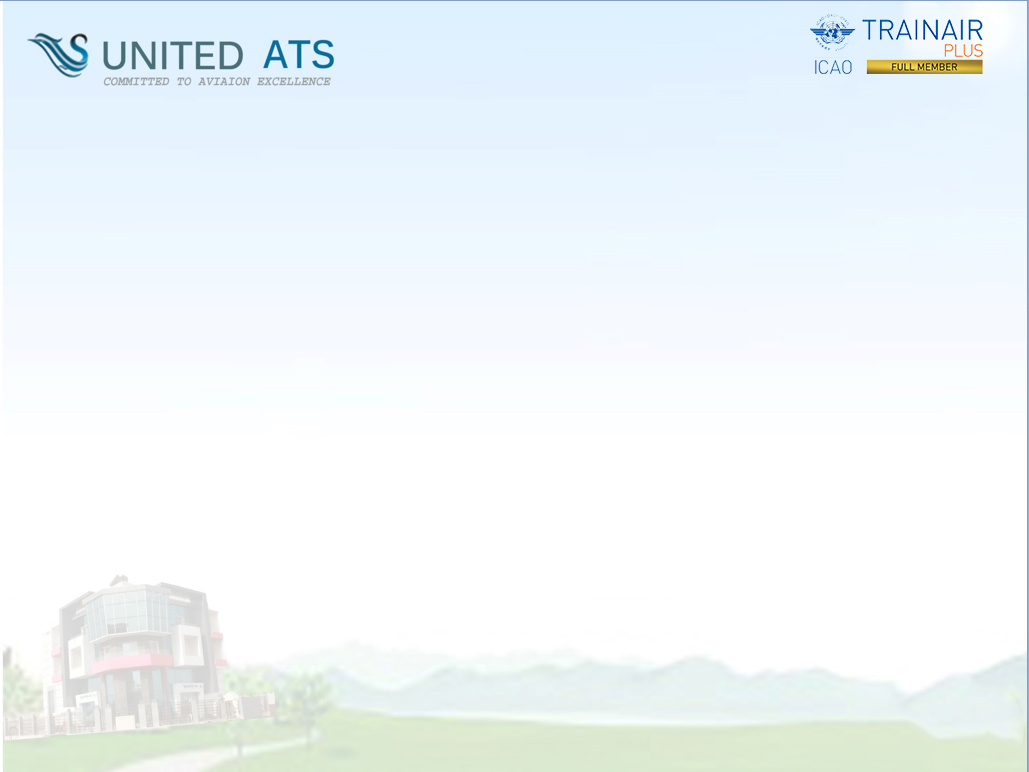 UNITED ATS
COMMITTED TO AVIAION EXCELLENCE
TRAINAIR
PLUS
ICAO
FULL MEMBER